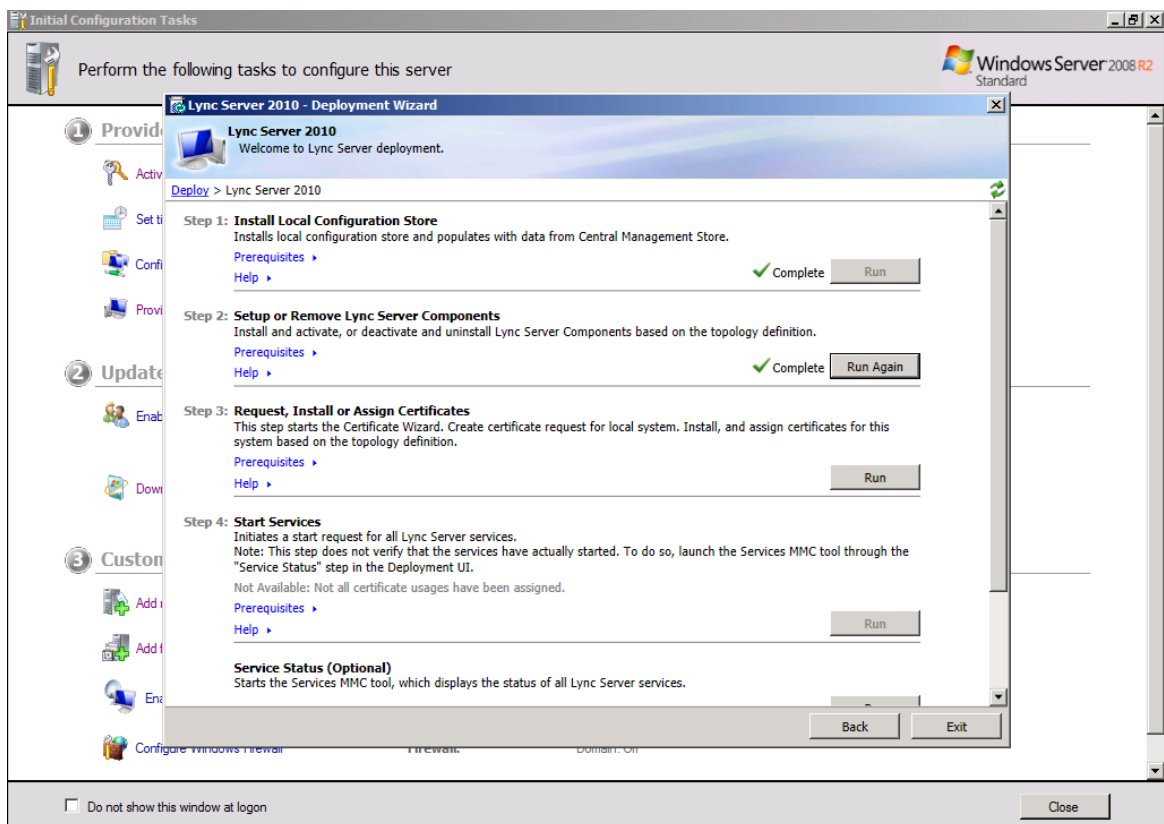 Initial Configuration Tasks
Perform the following tasks to configure this server
Windows Server 2008 R2
Standard
Lync Server 2010 - Deployment Wizard
Lync Server 2010
Welcome to Lync Server deployment.
Deploy > Lync Server 2010
Step 1: Install Local Configuration Store
Installs local configuration store and populates with data from Central Management Store.
Prerequisites
Help
Complete Run
Step 2: Setup or Remove Lync Server Components
Install and activate, or deactivate and uninstall Lync Server Components based on the topology definition.
Prerequisites
Help
Complete Run Again
Step 3: Request, Install or Assign Certificates
This step starts the Certificate Wizard. Create certificate request for local system. Install, and assign certificates for this
system based on the topology definition.
Prerequisites
Help
Run
Step 4: Start Services
Initiates a start request for all Lync Server services.
Note: This step does not verify that the services have actually started. To do so, launch the Services MMC tool through the
"Service Status" step in the Deployment UI.
Not Available: Not all certificate usages have been assigned.
Prerequisites
Help
Run
Service Status (Optional)
Starts the Services MMC tool, which displays the status of all Lync Server services.
Back Exit
1 Provid
Activ
Set ti
Confi
Provi
2 Update
Enab
Down
3 Custom
Add
Add
Ena
Configure Windows Firewall Firewall: Domain: On
Do not show this window at logon
Close